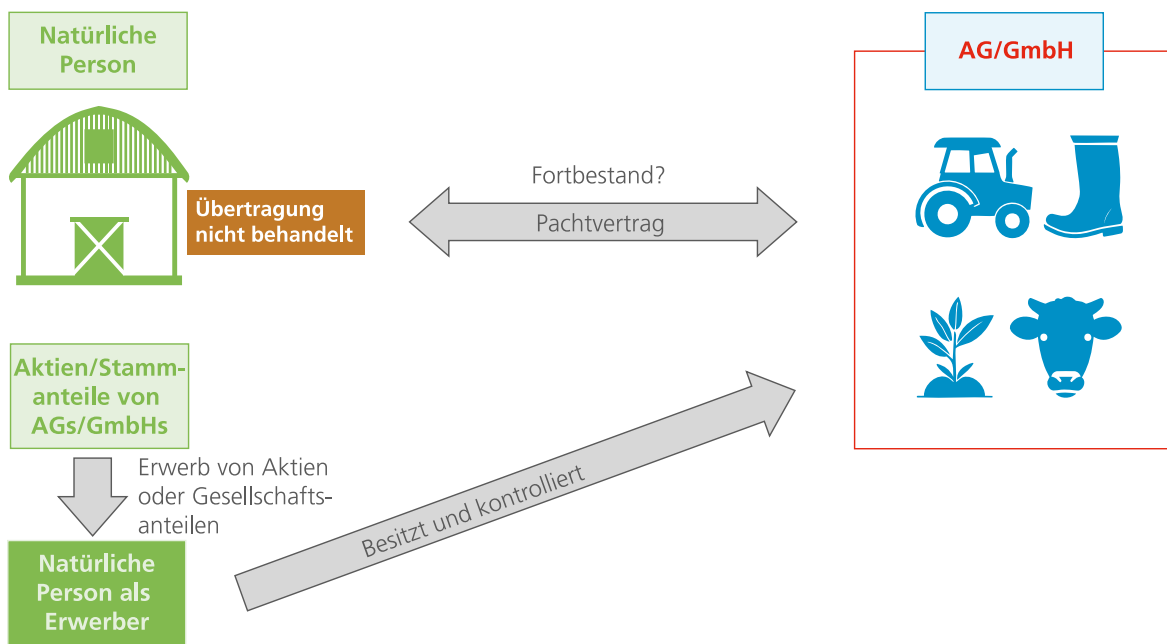 Natürliche
Person
AG/GmbH
Übertragung
nicht behandelt
Fortbestand?
Pachtvertrag
Aktien/Stamm-
anteile von
AGs/GmbHs
Erwerb von Aktien
oder Gesellschafts-
anteilen
Besitzt und kontrolliert
Natürliche
Person als
Erwerber